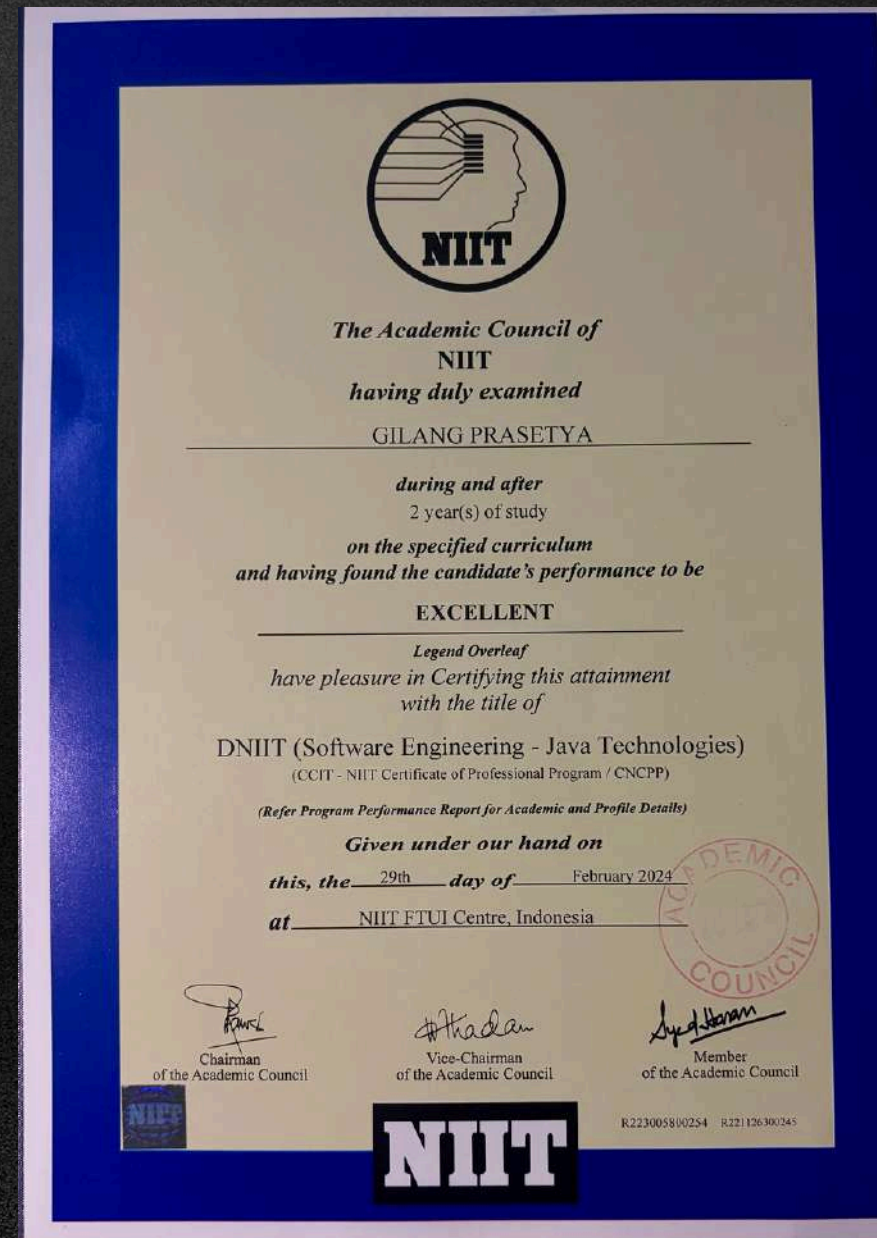 NIIT
The Academic Council of
NIIT
having duly examined
GILANG PRASETYA
during and after
2 year(s) of study
on the specified curriculum
and having found the candidate's performance to be
EXCELLENT
Legend Overleaf
have pleasure in Certifying this attainment
with the title of
DNIIT (Software Engineering - Java Technologies)
(CCIT - NIIT Certificate of Professional Program / CNCPP)
(Refer Program Performance Report for Academic and Profile Details)
Given under our hand on
this, the 29th day of February 2024
at NIIT FTUI Centre, Indonesia
ACADEMIC COUNCIL
Chairman
of the Academic Council
Vice-Chairman
of the Academic Council
Syed Hasan
Member
of the Academic Council
NIIT
R223005800254 R221126300245
NIIT